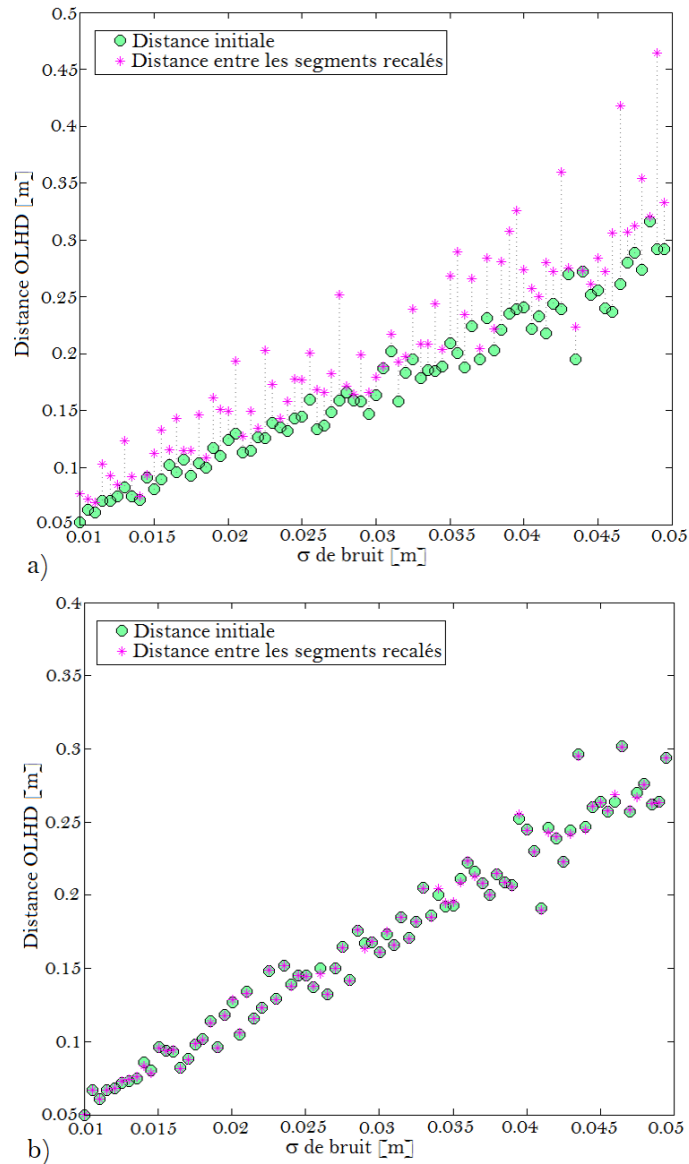 0.5
0.45
0.4
0.35
0.3
0.25
0.2
0.15
0.1
0.05
Distance OLHD [m]
Distance initiale
Distance entre les segments recalés
0.01 0.015 0.02 0.025 0.03 0.035 0.04 0.045 0.05
σ de bruit [m]
a)
0.4
0.35
0.3
0.25
0.2
0.15
0.1
0.05
Distance OLHD [m]
Distance initiale
Distance entre les segments recalés
0.01 0.015 0.02 0.025 0.03 0.035 0.04 0.045 0.05
σ de bruit [m]
b)